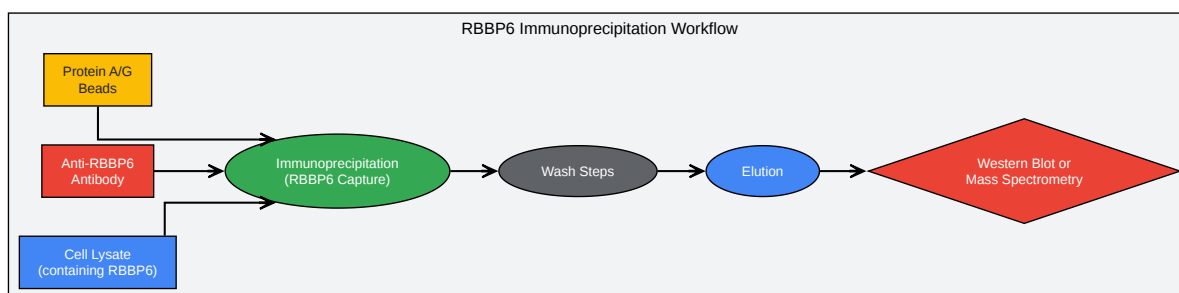 RBBP6 Immunoprecipitation Workflow
Protein A/G
Beads
Anti-RBBP6
Antibody
Cell Lysate
(containing RBBP6)
Immunoprecipitation
(RBBP6 Capture)
Wash Steps
Elution
Western Blot or
Mass Spectrometry